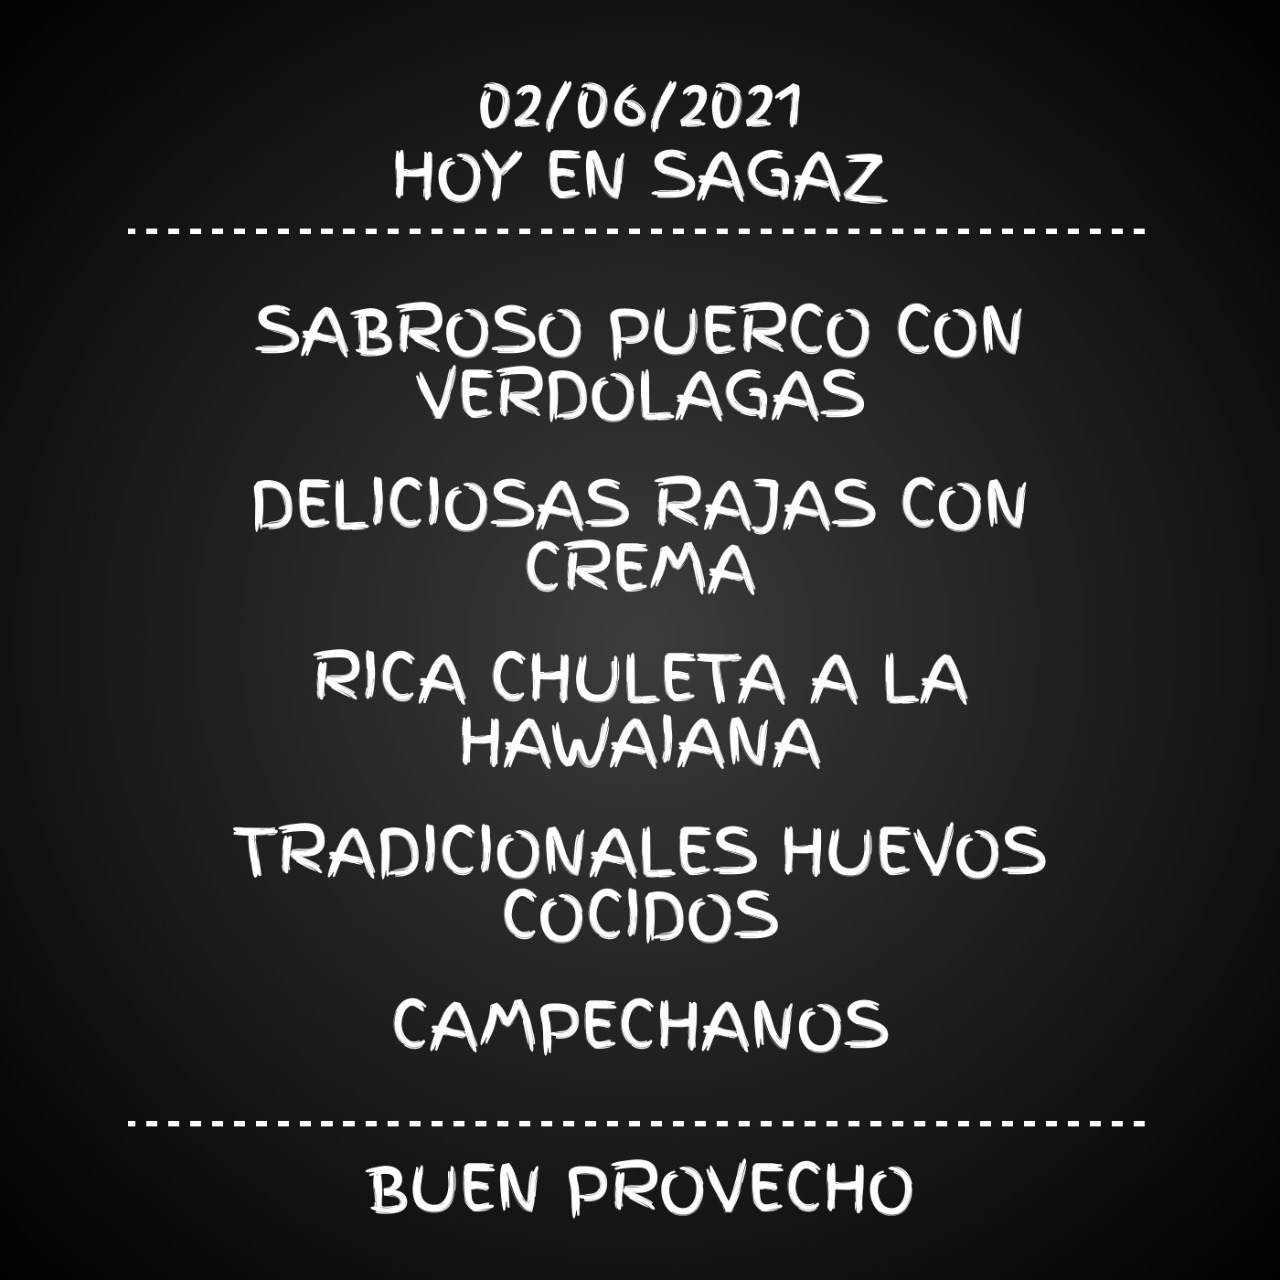 02/06/2021
HOY EN SAGAZ
SABROSO PUERCO CON
VERDOLAGAS
DELICIOSAS RAJAS CON
CREMA
RICA CHULETA A LA
HAWAIANA
TRADICIONALES HUEVOS
COCIDOS
CAMPECHANOS
BUEN PROVECHO